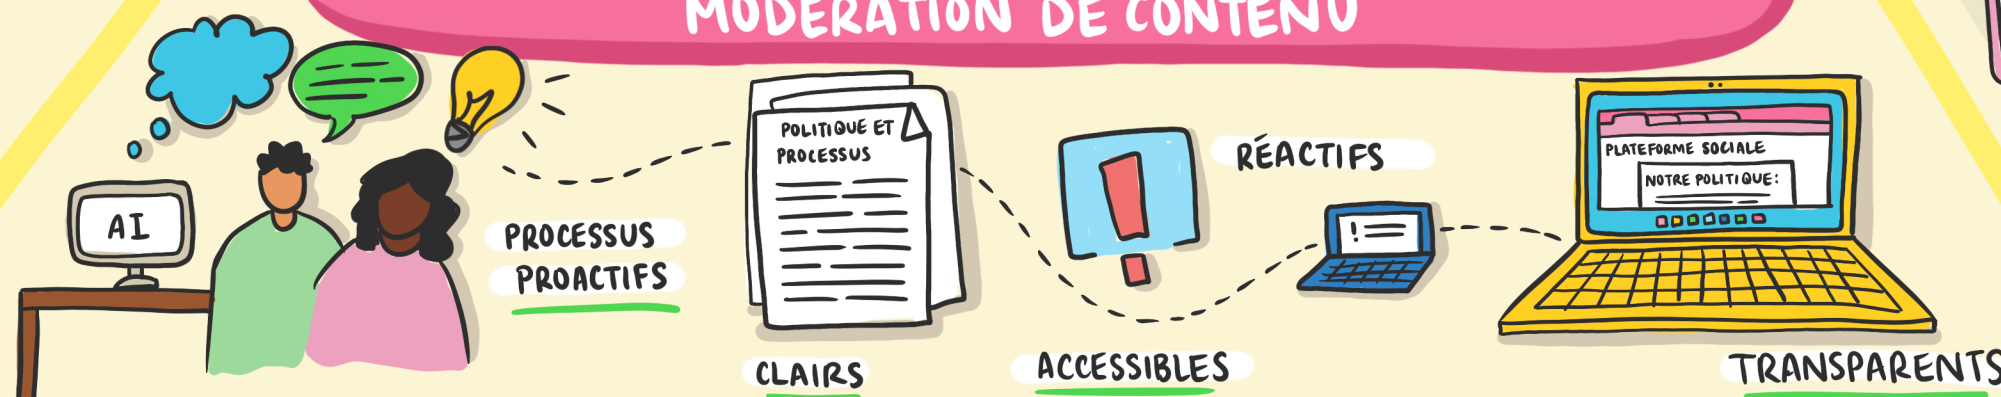 MODÉRATION DE CONTENU
AI
PROCESSUS
PROACTIFS
POLITIQUE ET
PROCESSUS
CLAIRS
!
RÉACTIFS
ACCESSIBLES
!
PLATEFORME SOCIALE
NOTRE POLITIQUE:
TRANSPARENTS